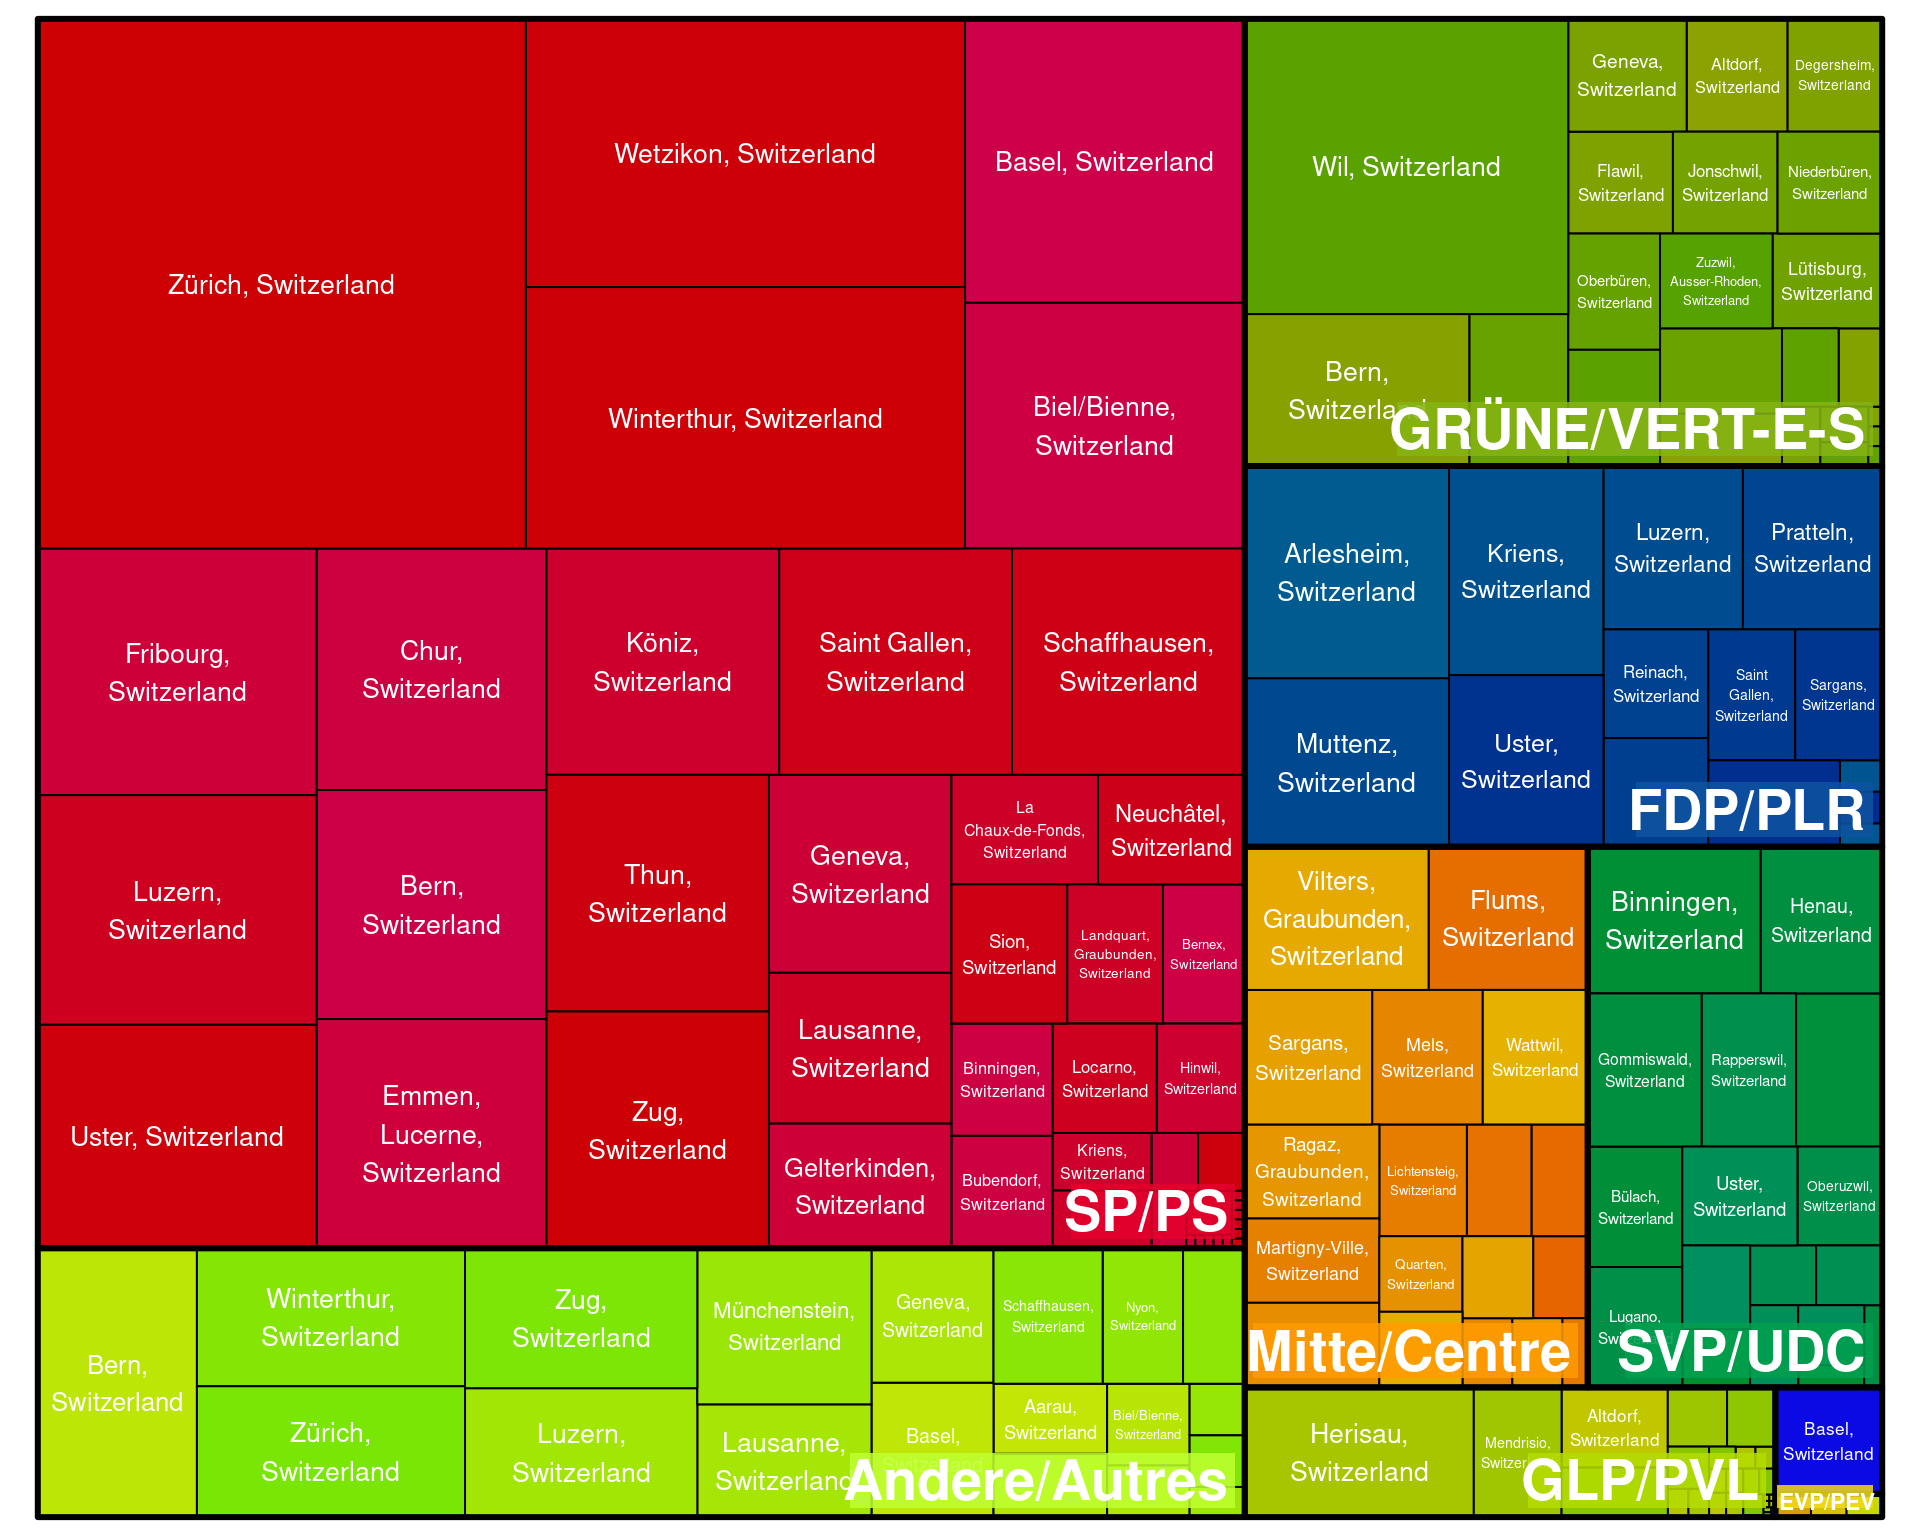 Zürich, Switzerland
Wetzikon, Switzerland
Winterthur, Switzerland
Basel, Switzerland
Biel/Bienne,
Switzerland
Fribourg,
Switzerland
Chur,
Switzerland
Köniz,
Switzerland
Saint Gallen,
Switzerland
Schaffhausen,
Switzerland
Luzern,
Switzerland
Bern,
Switzerland
Thun,
Switzerland
Geneva,
Switzerland
La
Chaux-de-Fonds,
Switzerland
Neuchâtel,
Switzerland
Sion,
Switzerland
Landquart,
Graubunden,
Switzerland
Bernex,
Switzerland
Uster, Switzerland
Emmen,
Lucerne,
Switzerland
Zug,
Switzerland
Lausanne,
Switzerland
Gelterkinden,
Switzerland
Binningen,
Switzerland
Locarno,
Switzerland
Hinwil,
Switzerland
Bubendorf,
Switzerland
Kriens,
Switzerland
SP/PS
Wil, Switzerland
Geneva,
Switzerland
Altdorf,
Switzerland
Degersheim,
Switzerland
Flawil,
Switzerland
Jonschwil,
Switzerland
Niederbüren,
Switzerland
Oberbüren,
Switzerland
Zuzwil,
Ausser-Rhoden,
Switzerland
Lütisburg,
Switzerland
Bern,
Switzerland
GRÜNE/VERT-E-S
Arlesheim,
Switzerland
Kriens,
Switzerland
Luzern,
Switzerland
Pratteln,
Switzerland
Muttenz,
Switzerland
Uster,
Switzerland
Reinach,
Switzerland
Saint
Gallen,
Switzerland
Sargans,
Switzerland
FDP/PLR
Vilters,
Graubunden,
Switzerland
Flums,
Switzerland
Sargans,
Switzerland
Mels,
Switzerland
Wattwil,
Switzerland
Ragaz,
Graubunden,
Switzerland
Lichtensteig,
Switzerland
Martigny-Ville,
Switzerland
Quarten,
Switzerland
Mitte/Centre
Binningen,
Switzerland
Henau,
Switzerland
Gommiswald,
Switzerland
Rapperswil,
Switzerland
Bülach,
Switzerland
Uster,
Switzerland
Oberuzwil,
Switzerland
Lugano,
SVP/UDC
Bern,
Switzerland
Winterthur,
Switzerland
Zug,
Switzerland
Münchenstein,
Switzerland
Geneva,
Switzerland
Schaffhausen,
Switzerland
Nyon,
Switzerland
Zürich,
Switzerland
Luzern,
Switzerland
Lausanne,
Switzerland
Basel,
Switzerland
Aarau,
Switzerland
Biel/Bienne,
Switzerland
Andere/Autres
Herisau,
Switzerland
Mendrisio,
Altdorf,
Switzerland
GLP/PVL
Basel,
Switzerland
EVP/PEV